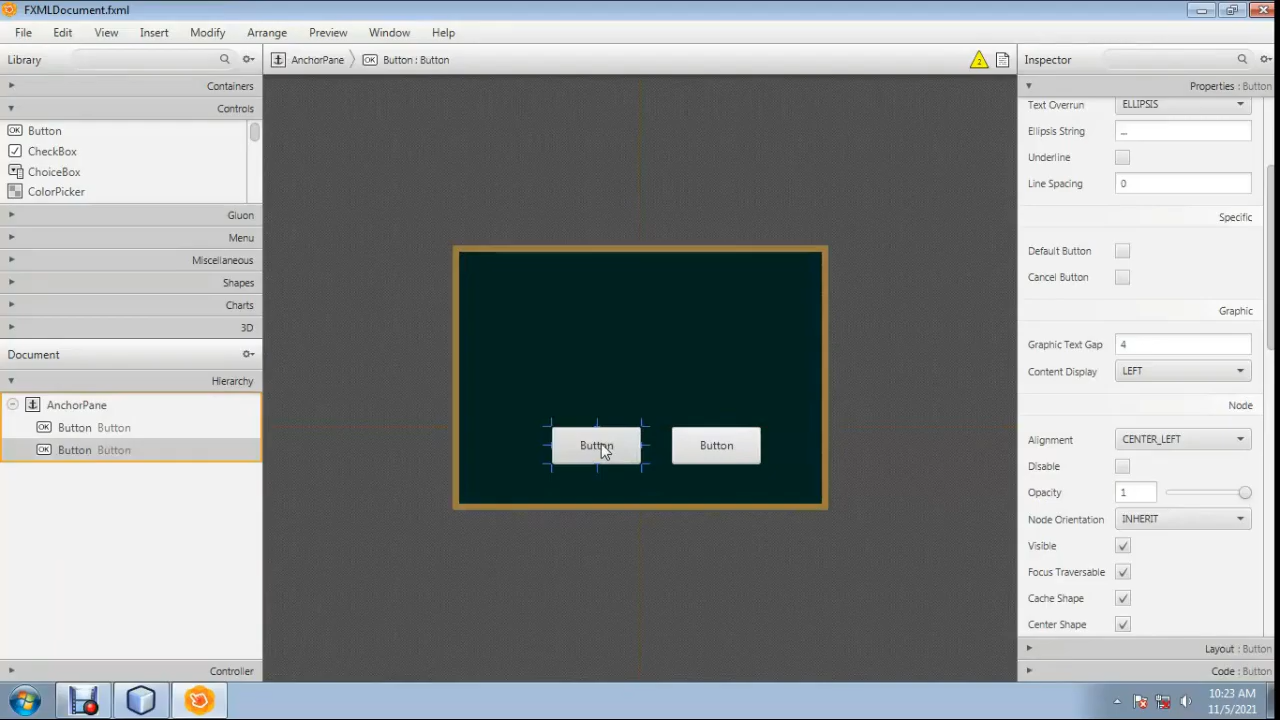 FXMLDocument.fxml
File Edit View Insert Modify Arrange Preview Window Help
Library
AnchorPane
Button : Button
2
Inspector
Containers
Controls
OK Button
CheckBox
ChoiceBox
ColorPicker
Gluon
Menu
Miscellaneous
Shapes
Charts
3D
Document
Hierarchy
AnchorPane
OK Button Button
OK Button Button
Controller
Button
Button
Properties : Button
Text Overrun ELLIPSIS
Ellipsis String ...
Underline
Line Spacing 0
Specific
Default Button
Cancel Button
Graphic
Graphic Text Gap 4
Content Display LEFT
Node
Alignment CENTER_LEFT
Disable
Opacity 1
Node Orientation INHERIT
Visible
Focus Traversable
Cache Shape
Center Shape
Layout : Button
Code : Button
10:23 AM
11/5/2021